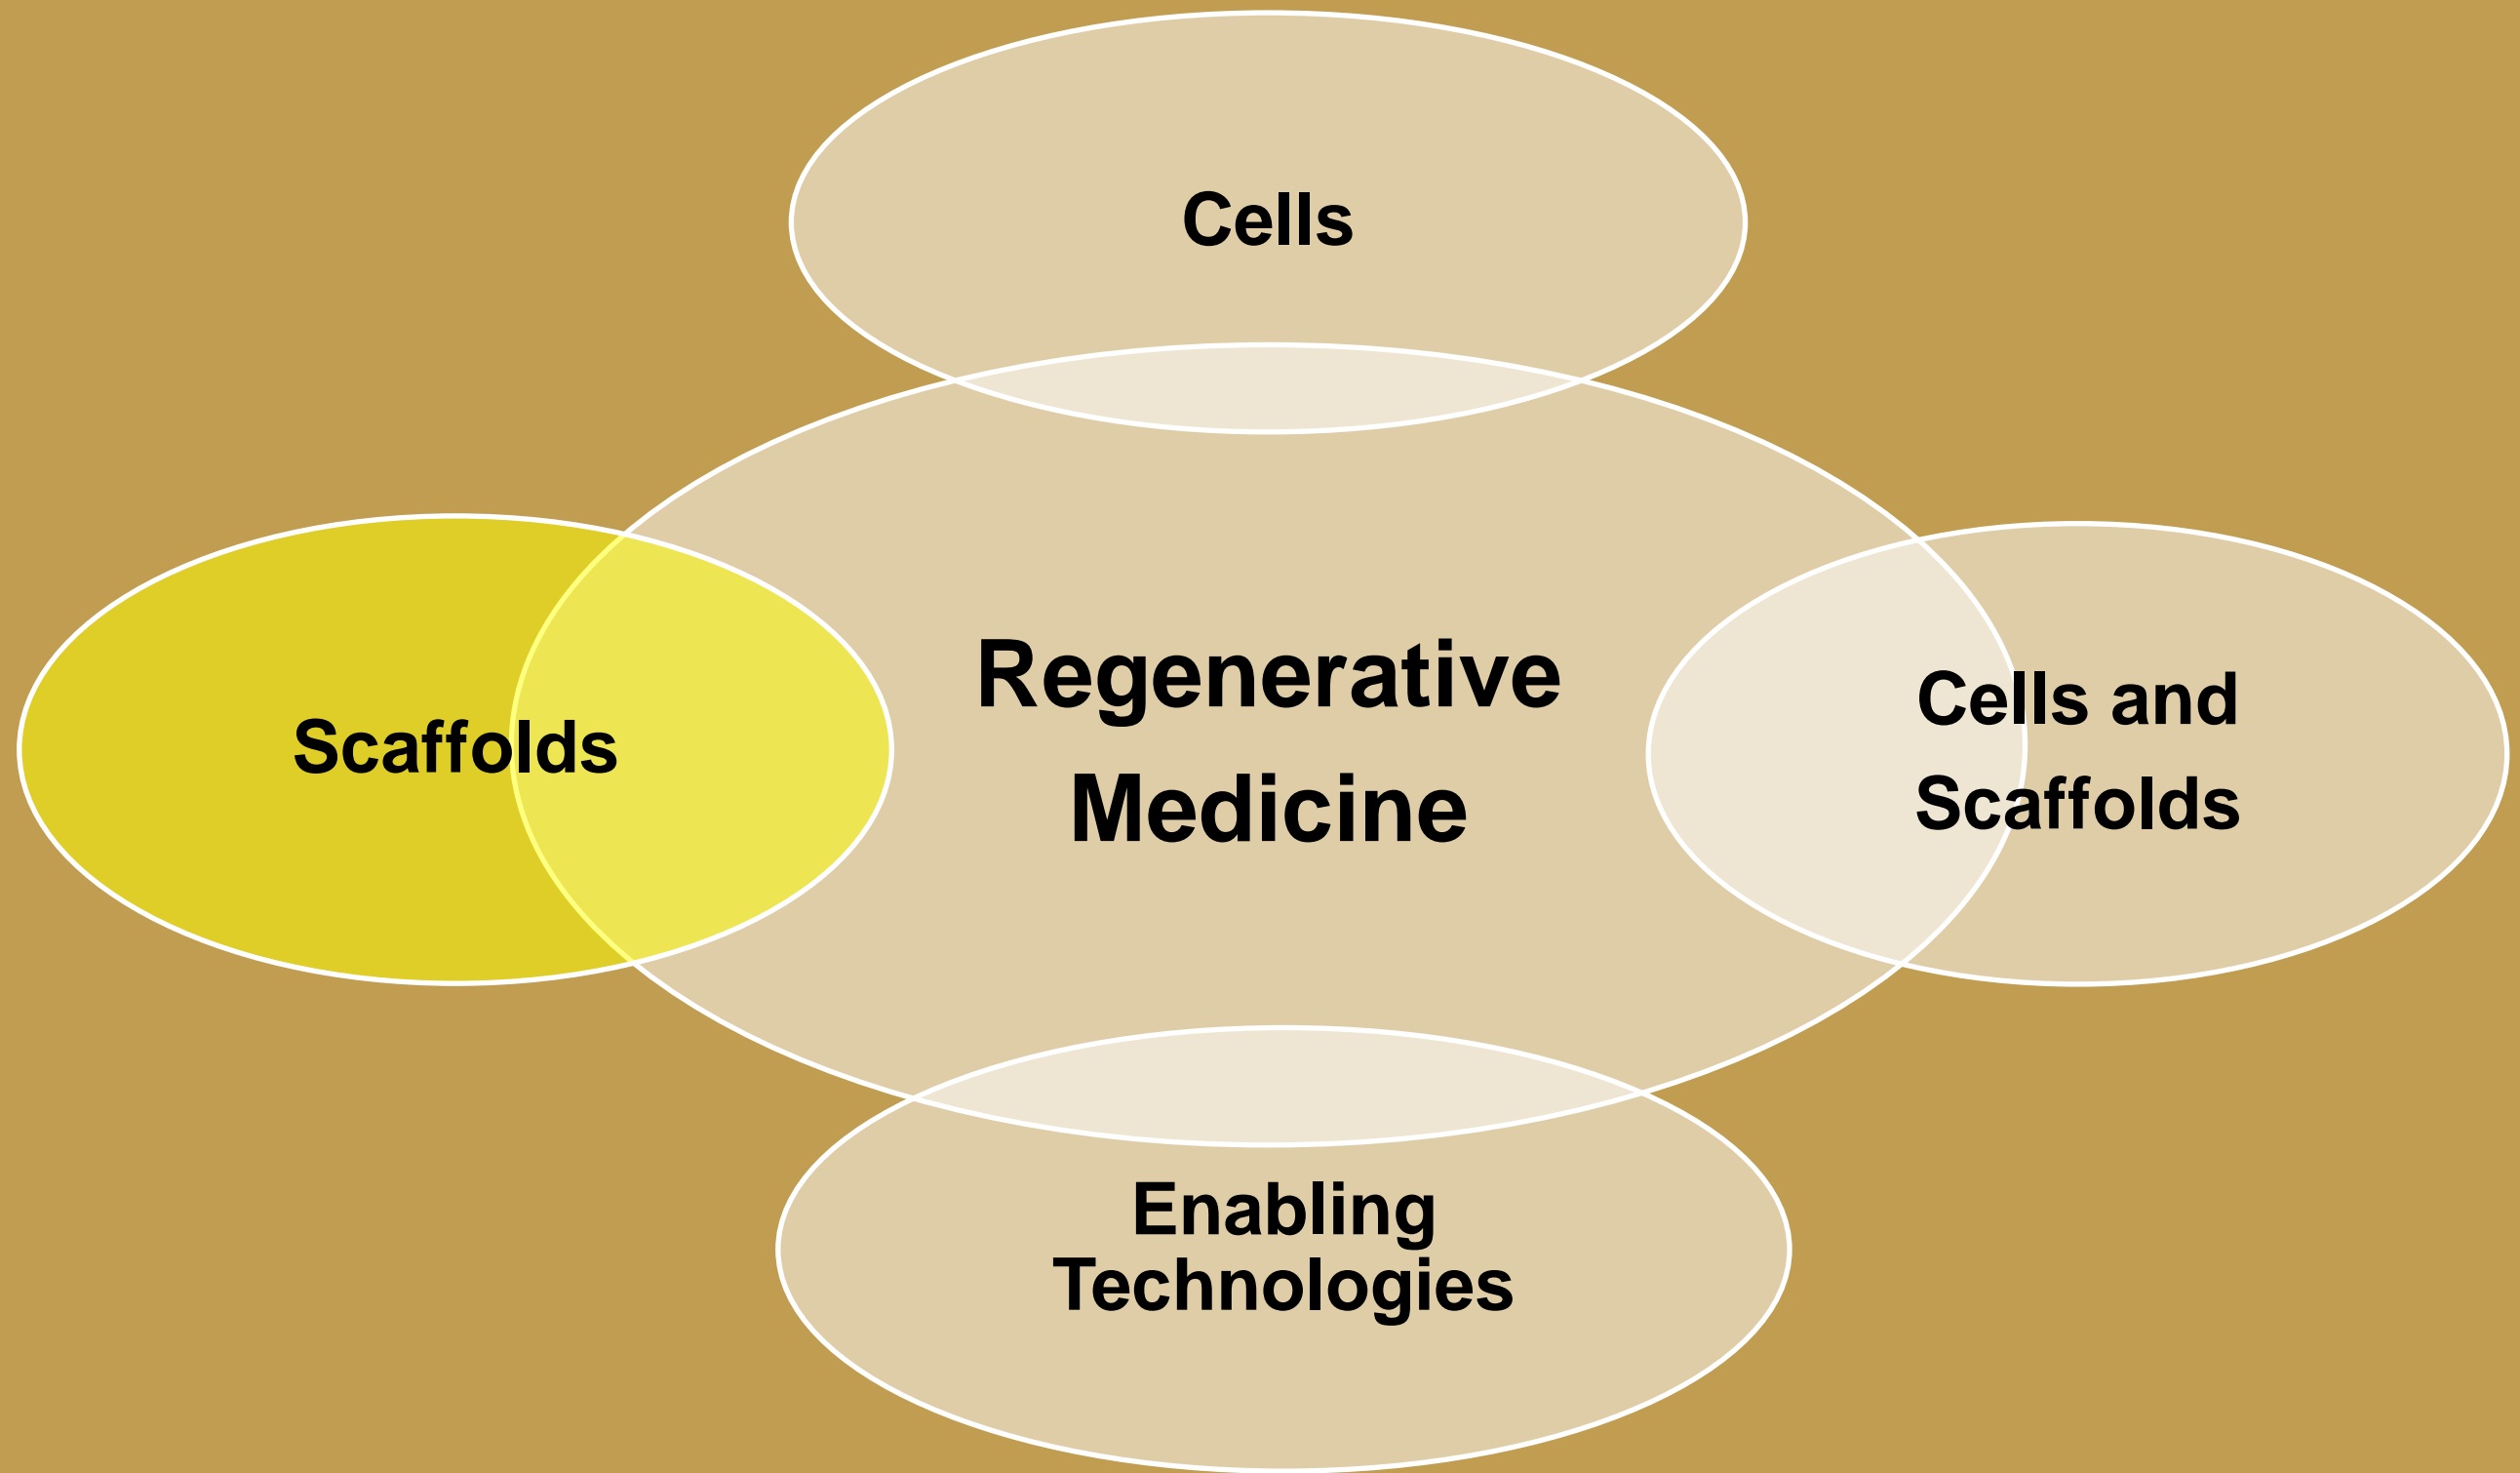 Cells
Scaffolds
Regenerative
Medicine
Cells and
Scaffolds
Enabling
Technologies